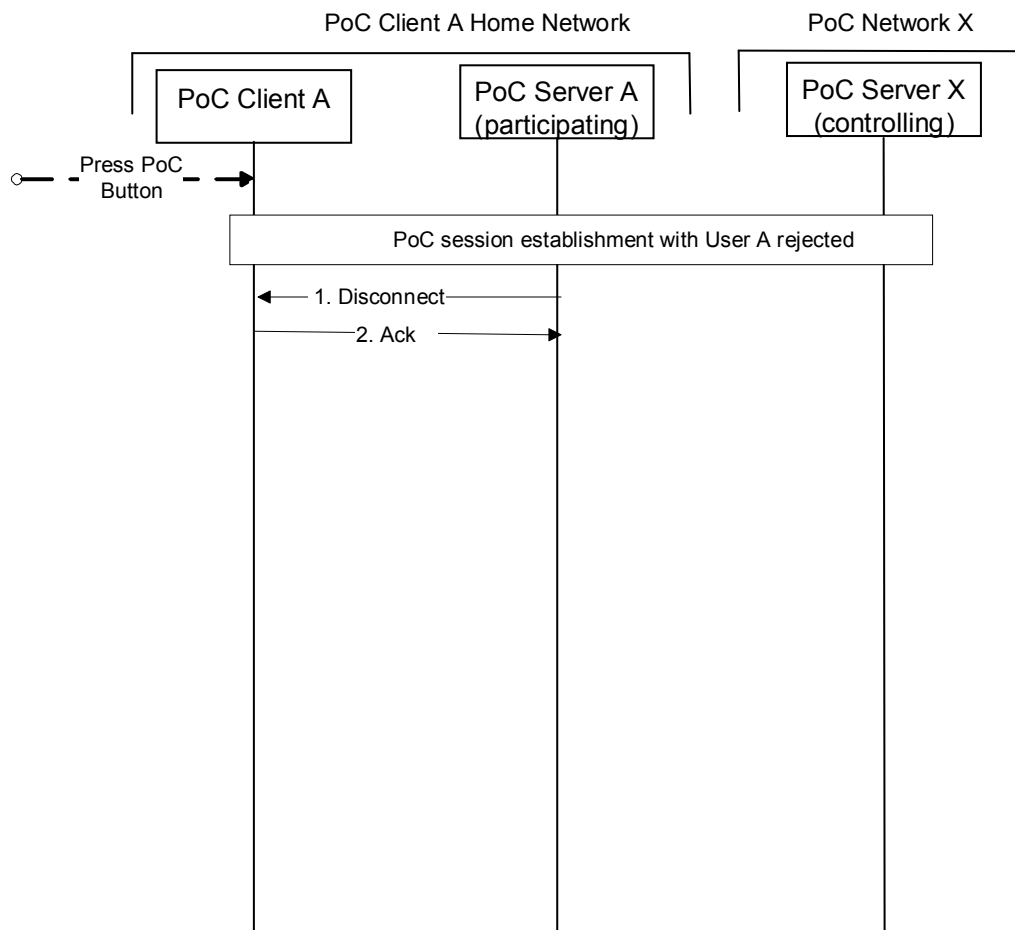 PoC Client A Home Network
PoC Network X
PoC Client A
PoC Server A
(participating)
PoC Server X
(controlling)
Press PoC
Button
PoC session establishment with User A rejected
1. Disconnect
2. Ack